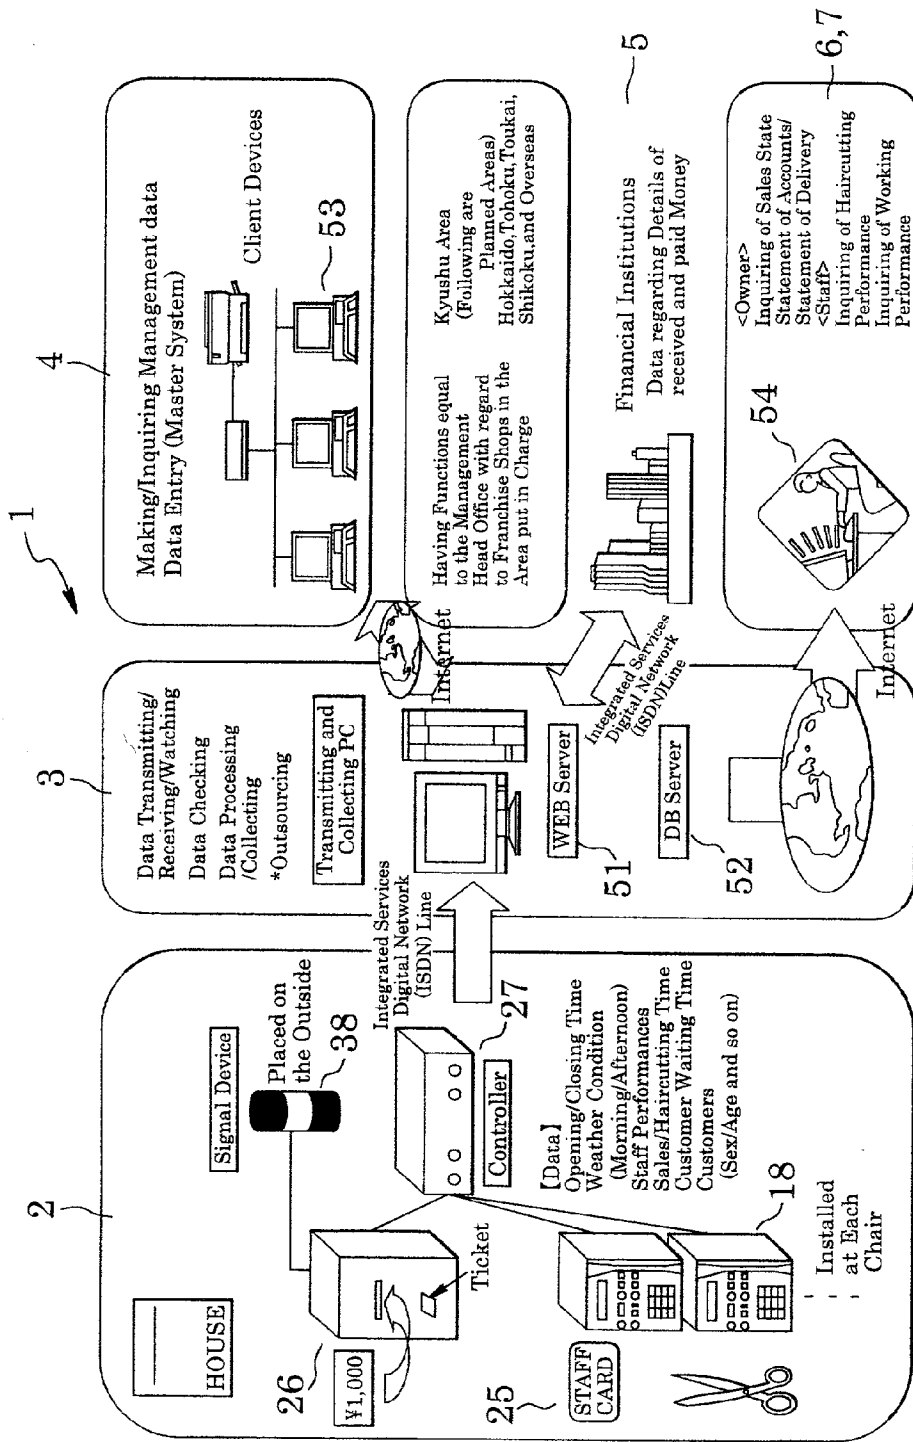 1
2
HOUSE
Signal Device
Placed on
the Outside
38
26
¥1,000
Ticket
25
STAFF
CARD
Controller
27
【Data】
Opening/Closing Time
Weather Condition
(Morning/Afternoon)
Staff Performances
Sales/Haircutting Time
Customer Waiting Time
Customers
(Sex/Age and so on)
18
Installed
at Each
Chair
Integrated Services
Digital Network
(ISDN) Line
3
Data Transmitting/
Receiving/Watching
Data Checking
Data Processing
/Collecting
*Outsourcing
Transmitting and
Collecting PC
WEB Server
51
DB Server
52
Internet
Integrated Services
Digital Network
(ISDN)Line
Internet
4
Making/Inquiring Management data
Data Entry (Master System)
Client Devices
53
Having Functions equal
to the Management
Head Office with regard
to Franchise Shops in the
Area put in Charge
Kyushu Area
(Following are
Planned Areas)
Hokkaido,Tohoku,Toukai,
Shikoku,and Overseas
5
Financial Institutions
Data regarding Details of
received and paid Money
6,7
54
<Owner>
Inquiring of Sales State
Statement of Accounts/
Statement of Delivery
<Staff>
Inquiring of Haircutting
Performance
Inquiring of Working
Performance